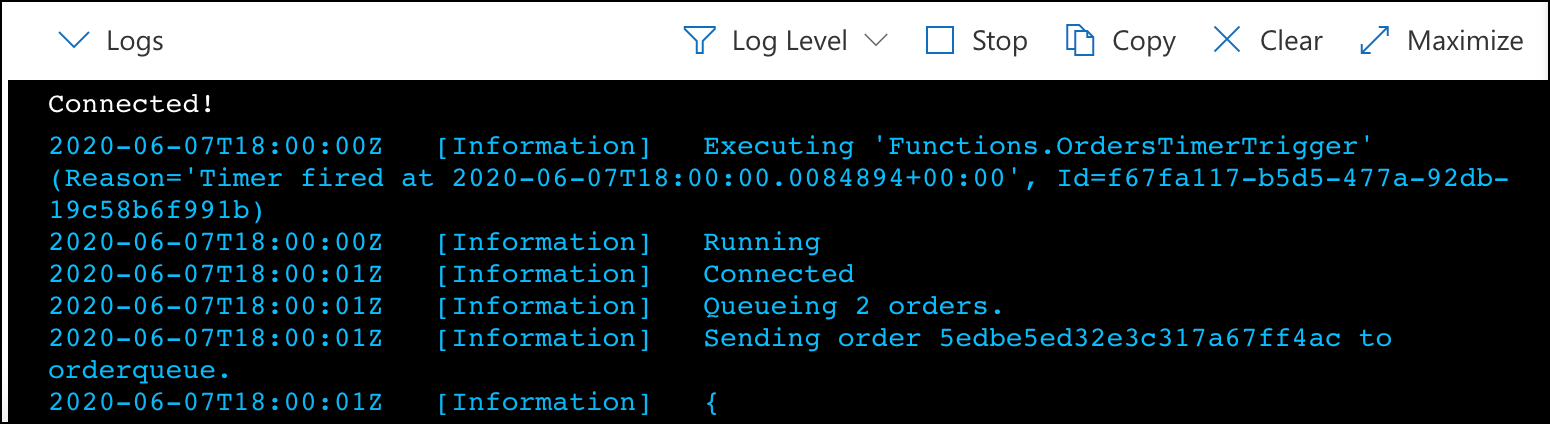 Logs Log Level Stop Copy Clear Maximize
Connected!
2020-06-07T18:00:00Z [Information] Executing 'Functions.OrdersTimerTrigger'
(Reason='Timer fired at 2020-06-07T18:00:00.0084894+00:00', Id=f67fa117-b5d5-477a-92db-
19c58b6f991b)
2020-06-07T18:00:00Z [Information] Running
2020-06-07T18:00:01Z [Information] Connected
2020-06-07T18:00:01Z [Information] Queueing 2 orders.
2020-06-07T18:00:01Z [Information] Sending order 5edbe5ed32e3c317a67ff4ac to
orderqueue.
2020-06-07T18:00:01Z [Information] {